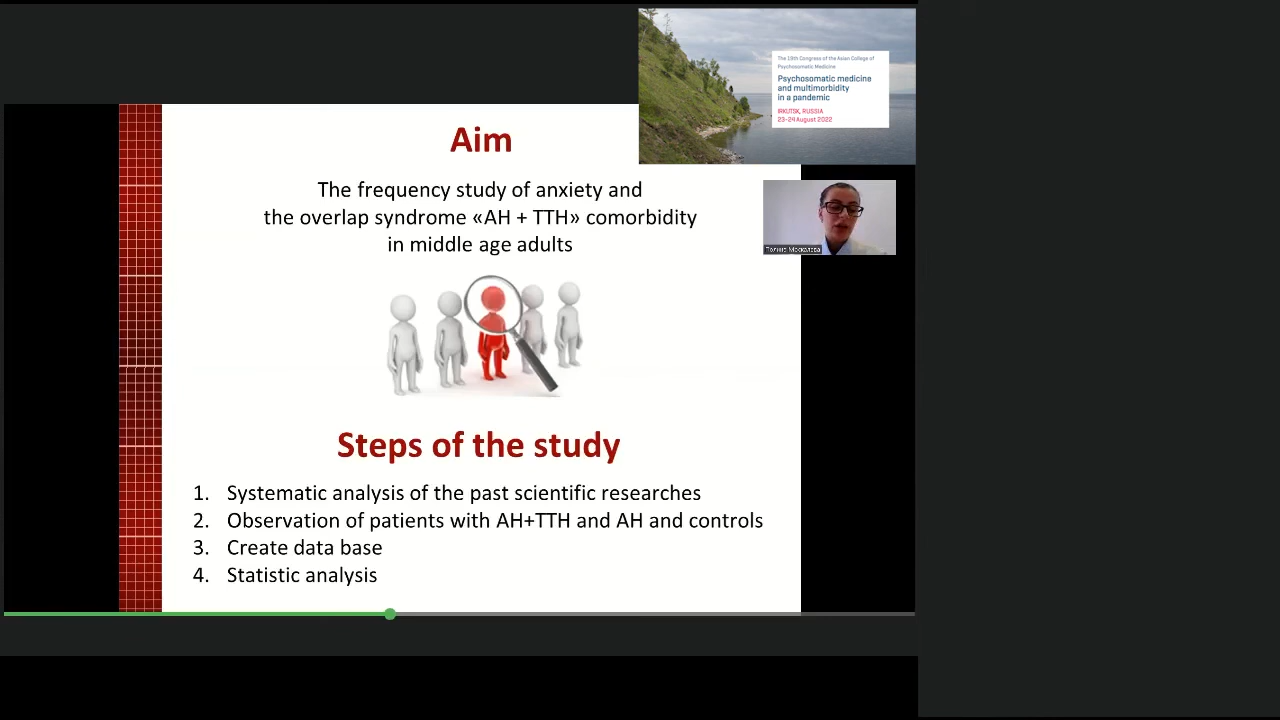 The 19th Congress of the Asian College of
Psychosomatic Medicine
Psychosomatic medicine
and multimorbidity
in a pandemic
IRKUTSK, RUSSIA
23-24 August 2022
Aim
The frequency study of anxiety and
the overlap syndrome «AH + TTH» comorbidity
in middle age adults
Полина Москалева
Steps of the study
1. Systematic analysis of the past scientific researches
2. Observation of patients with AH+TTH and AH and controls
3. Create data base
4. Statistic analysis